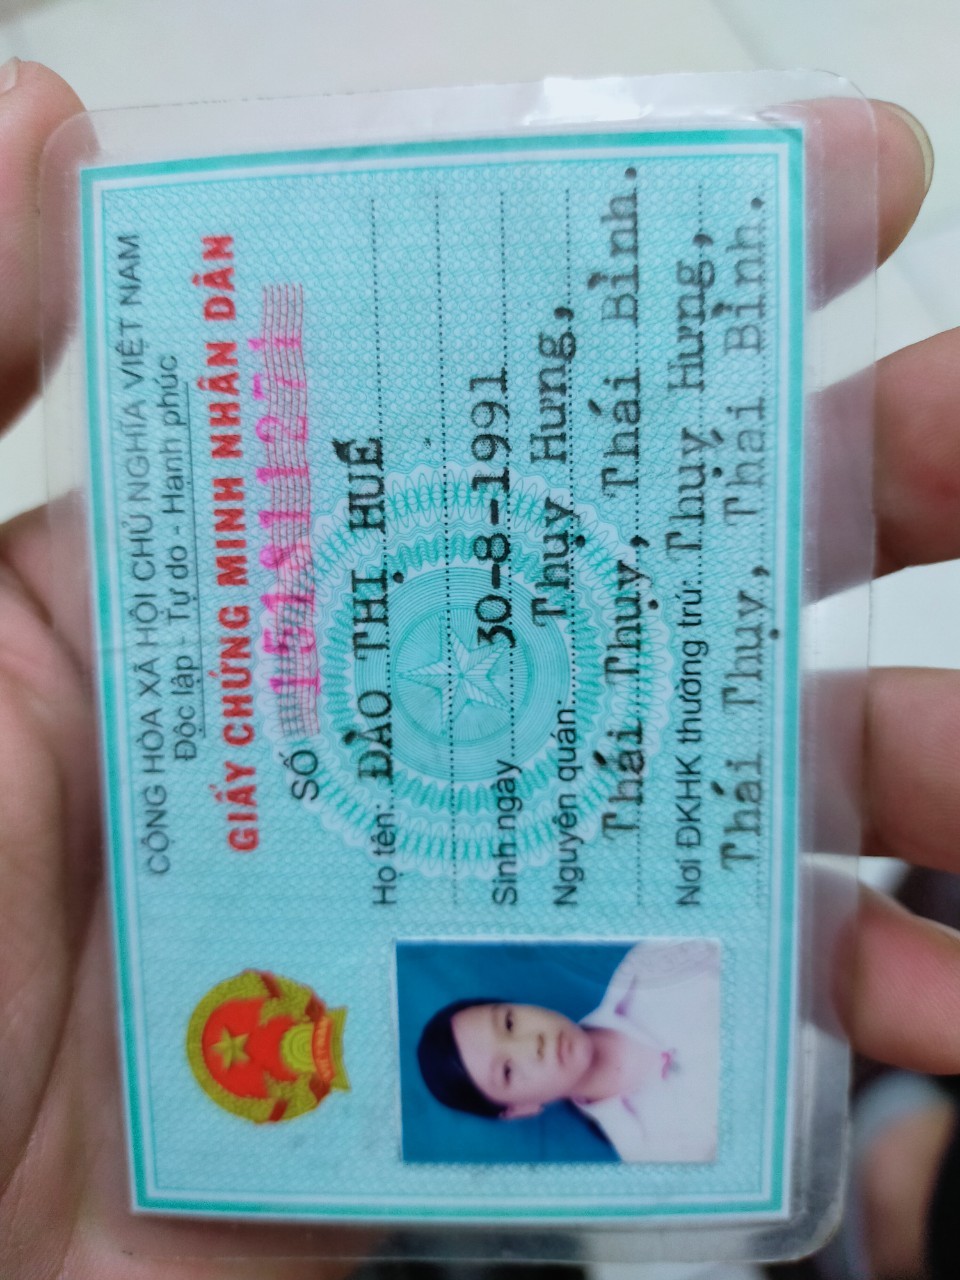 CỘNG HÒA XÃ HỘI CHỦ NGHĨA VIỆT NAM
Độc lập - Tự do - Hạnh phúc
GIẤY CHỨNG MINH NHÂN DÂN
SỐ 151811271
Họ tên: ĐÀO THỊ HUẾ
Sinh ngày 30-8-1991
Nguyên quán: Thụy Hưng,
Thái Thụy, Thái Bình.
Nơi ĐKHK thường trú: Thụy Hưng,
Thái Thụy, Thái Bình.